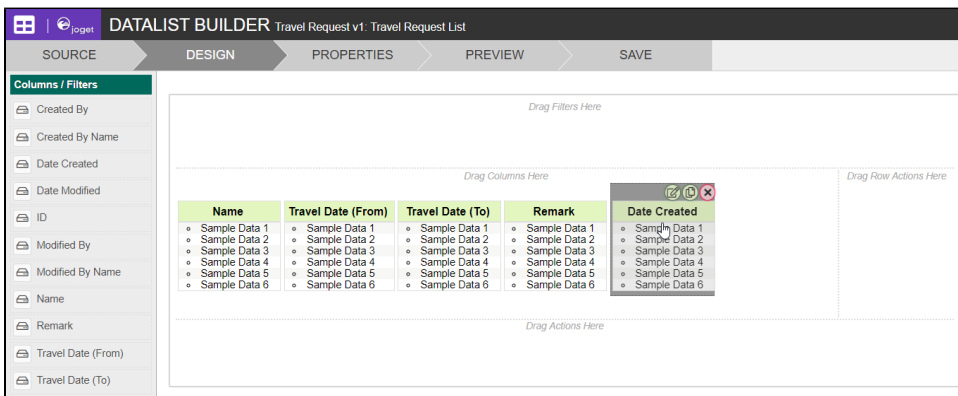 joget DATALIST BUILDER Travel Request v1: Travel Request List
SOURCE DESIGN PROPERTIES PREVIEW SAVE
Columns / Filters
Created By
Created By Name
Date Created
Date Modified
ID
Modified By
Modified By Name
Name
Remark
Travel Date (From)
Travel Date (To)
Drag Filters Here
Drag Columns Here
Drag Row Actions Here
Name Travel Date (From) Travel Date (To) Remark Date Created
Sample Data 1 Sample Data 1 Sample Data 1 Sample Data 1 Sample Data 1
Sample Data 2 Sample Data 2 Sample Data 2 Sample Data 2 Sample Data 2
Sample Data 3 Sample Data 3 Sample Data 3 Sample Data 3 Sample Data 3
Sample Data 4 Sample Data 4 Sample Data 4 Sample Data 4 Sample Data 4
Sample Data 5 Sample Data 5 Sample Data 5 Sample Data 5 Sample Data 5
Sample Data 6 Sample Data 6 Sample Data 6 Sample Data 6 Sample Data 6
Drag Actions Here